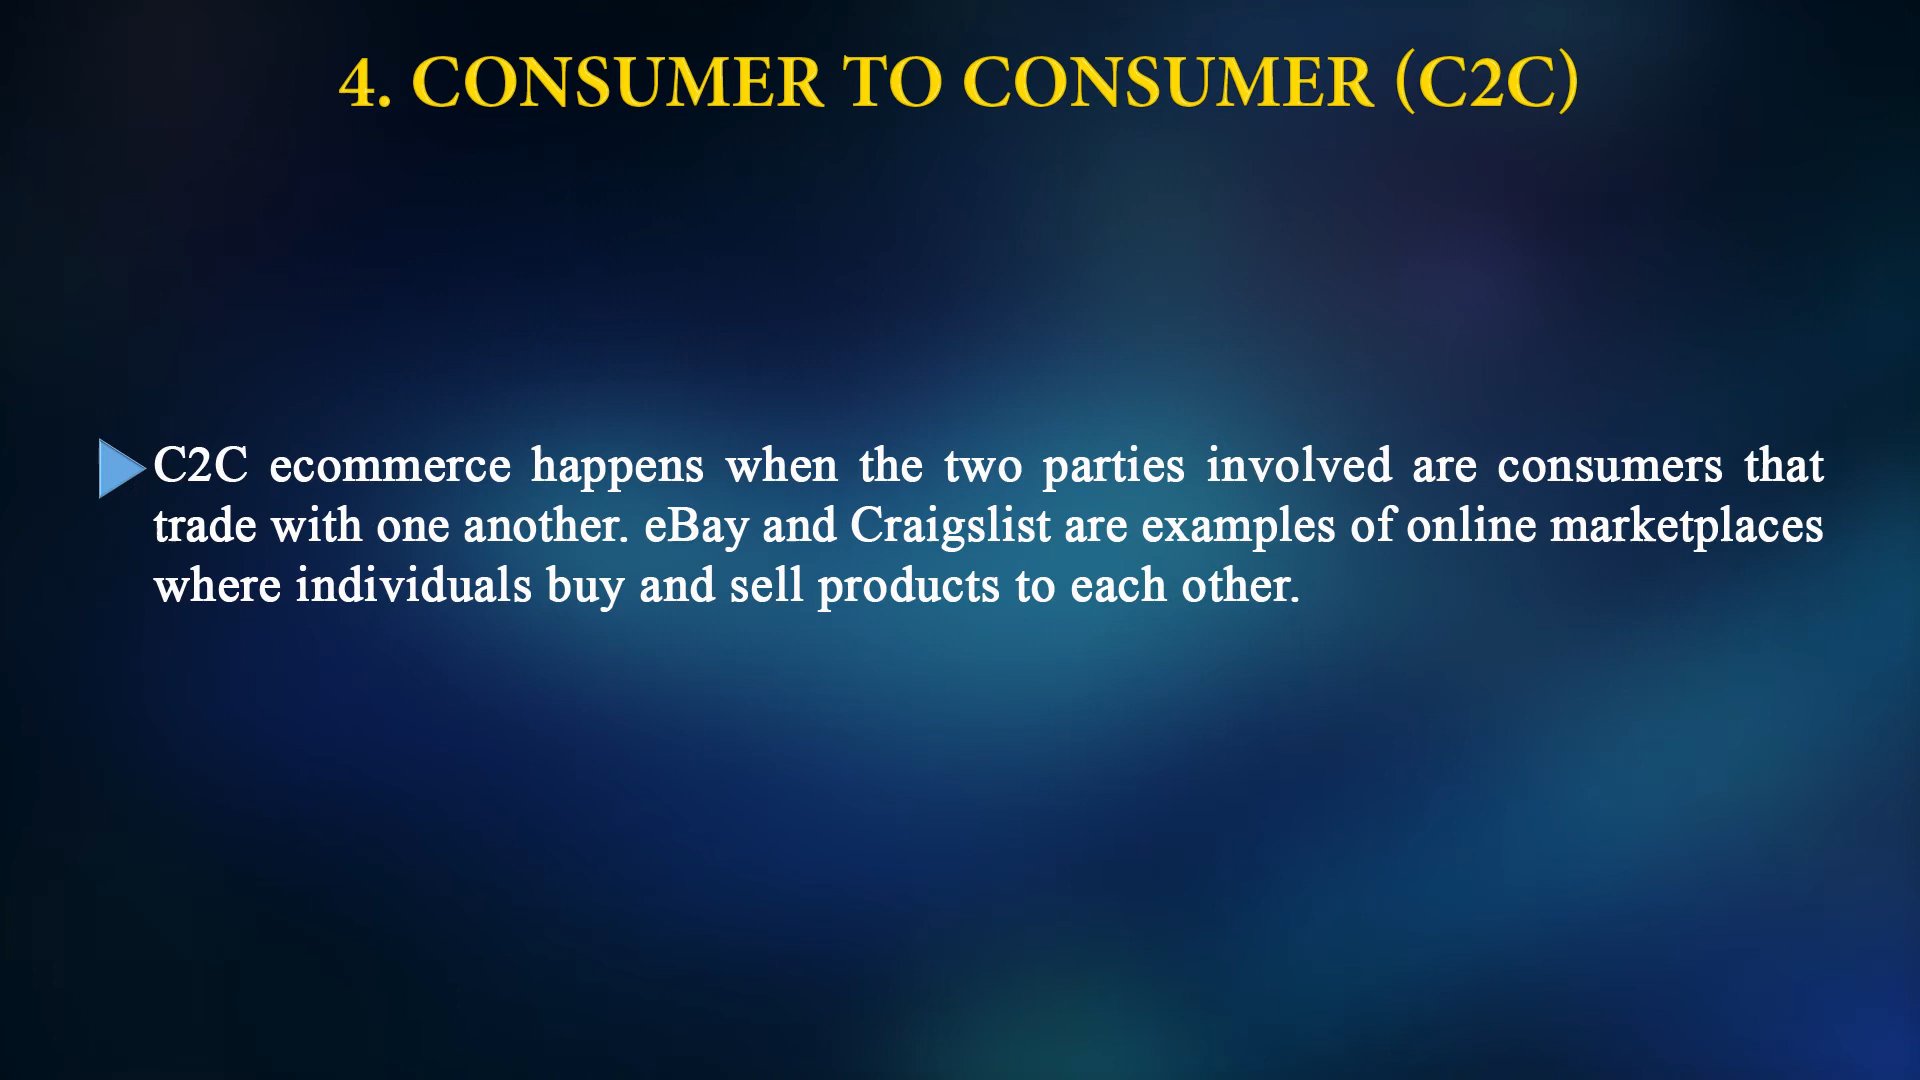 4. CONSUMER TO CONSUMER (C2C)
C2C ecommerce happens when the two parties involved are consumers that
trade with one another. eBay and Craigslist are examples of online marketplaces
where individuals buy and sell products to each other.